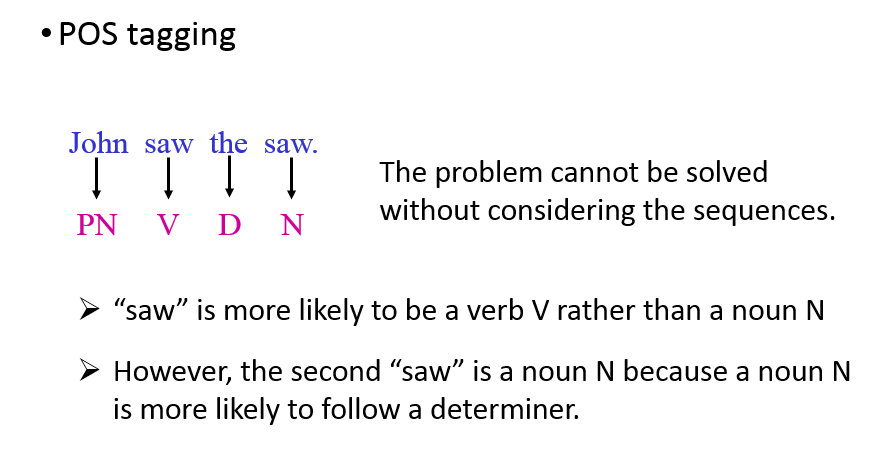 • POS tagging
John saw the saw.
PN V D N
The problem cannot be solved
without considering the sequences.
➢ “saw” is more likely to be a verb V rather than a noun N
➢ However, the second “saw” is a noun N because a noun N
is more likely to follow a determiner.